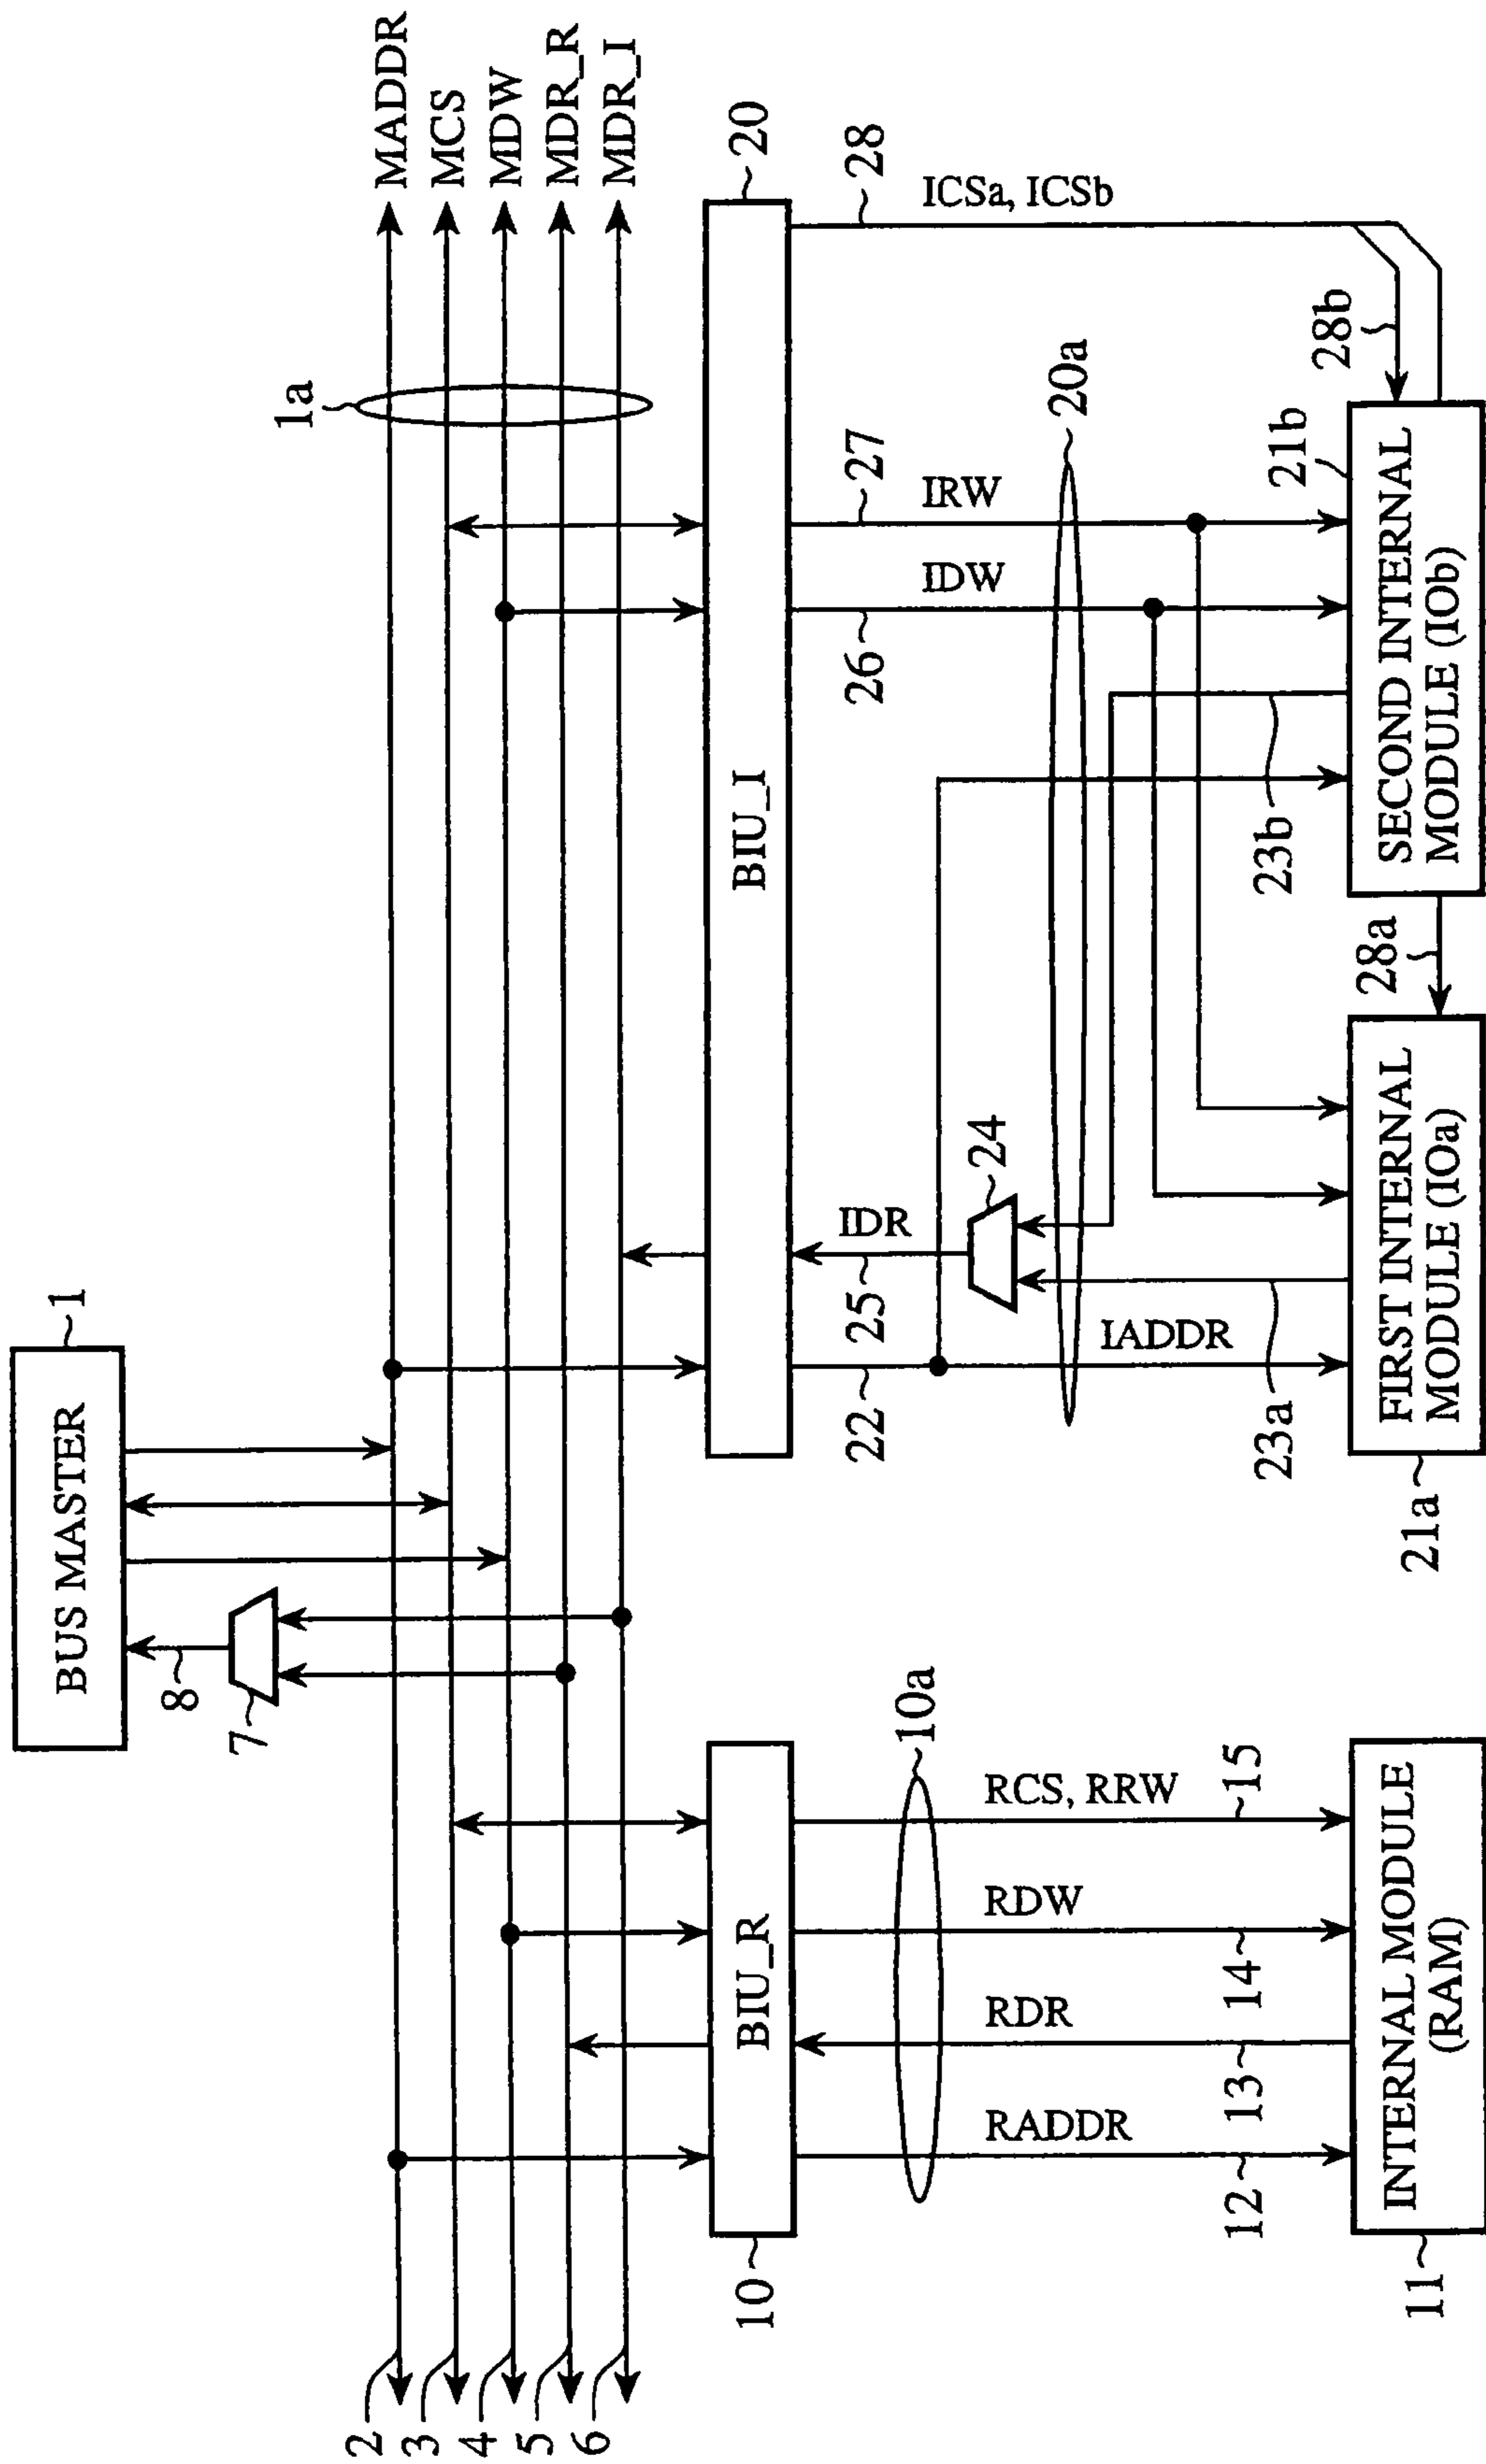 BUS MASTER
1
8
7
2
3
4
5
6
1a
MADDR
MCS
MDW
MDR_R
MDR_I
10
BIU_R
BIU_I
20
10a
RADDR
RDR
RDW
RCS, RRW
12
13
14
15
11
INTERNAL MODULE
(RAM)
22
25
IDR
24
IADDR
20a
26
IDW
27
IRW
28
ICSa, ICSb
23a
23b
21a
FIRST INTERNAL
MODULE (IOa)
28a
SECOND INTERNAL
MODULE (IOb)
21b
28b